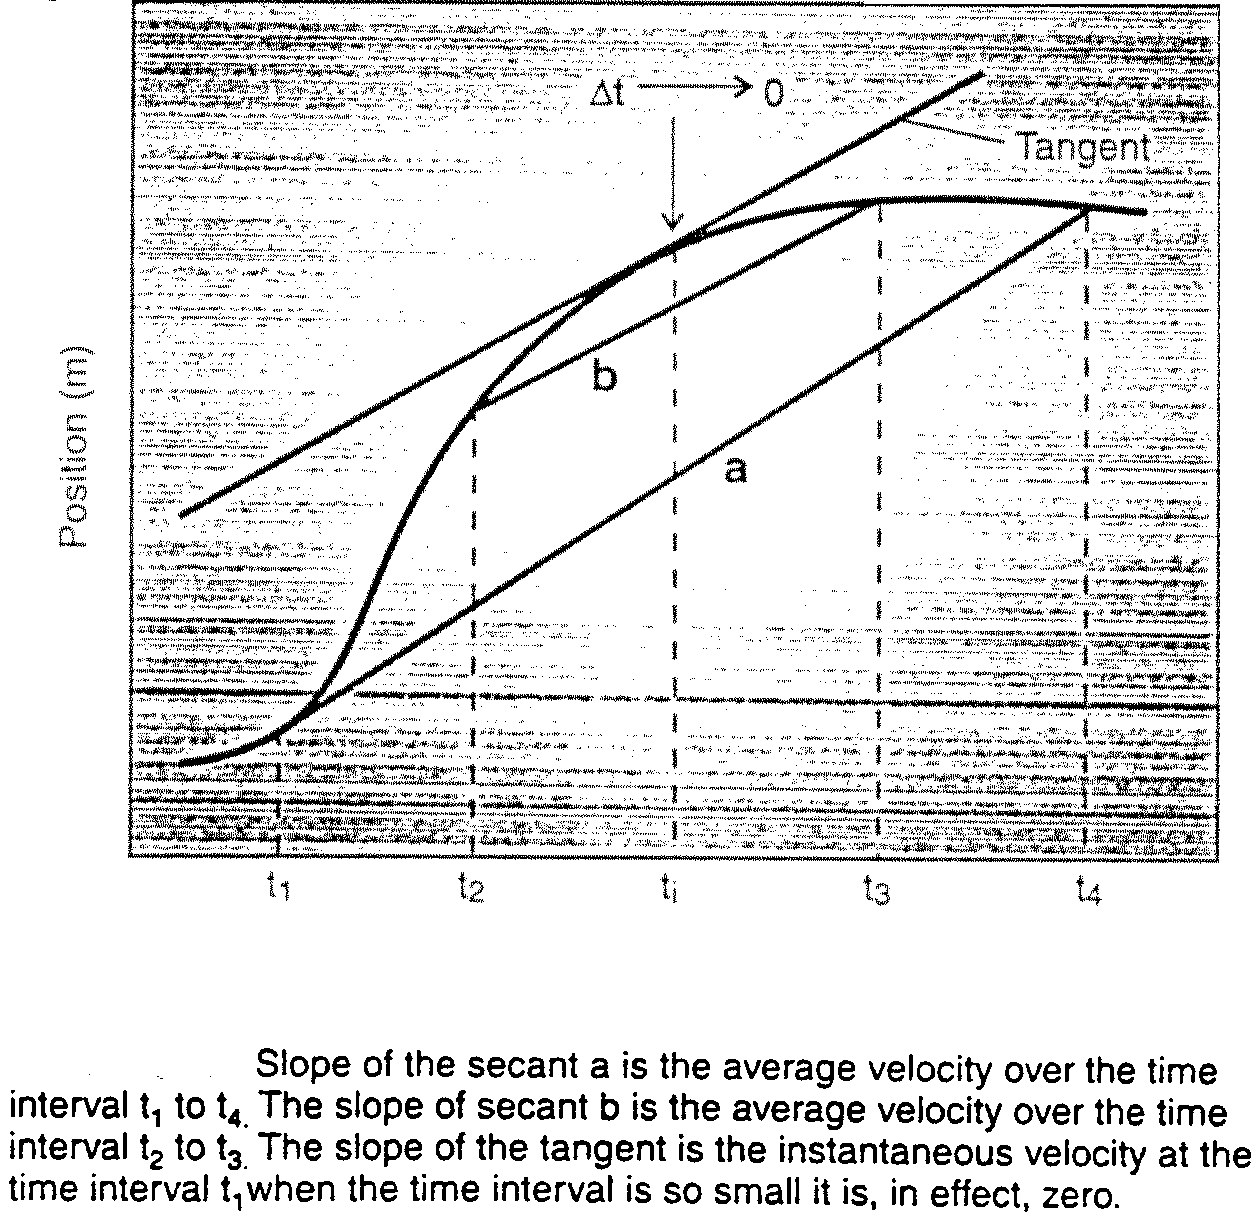 Δt → 0
Tangent
b
a
Position (m)
t₁ t₂ tᵢ t₃ t₄
Slope of the secant a is the average velocity over the time
interval t₁ to t₄. The slope of secant b is the average velocity over the time
interval t₂ to t₃. The slope of the tangent is the instantaneous velocity at the
time interval t₁ when the time interval is so small it is, in effect, zero.